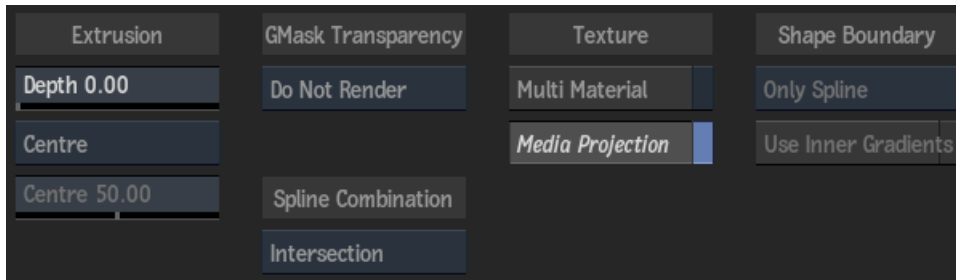 Extrusion
Depth 0.00
Centre
Centre 50.00
GMask Transparency
Do Not Render
Spline Combination
Intersection
Texture
Multi Material
Media Projection
Shape Boundary
Only Spline
Use Inner Gradients